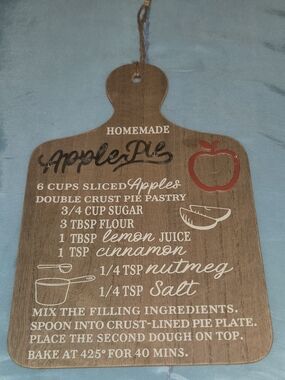 HOMEMADE
Apple Pie
6 CUPS SLICED Apples
DOUBLE CRUST PIE PASTRY
3/4 CUP SUGAR
3 TBSP FLOUR
1 TBSP lemon JUICE
1 TSP cinnamon
1/4 TSP nutmeg
1/4 TSP Salt
MIX THE FILLING INGREDIENTS.
SPOON INTO CRUST-LINED PIE PLATE.
PLACE THE SECOND DOUGH ON TOP.
BAKE AT 425° FOR 40 MINS.